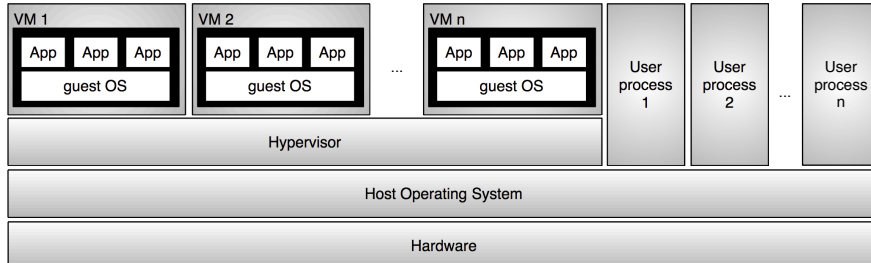 VM 1
App App App
guest OS
VM 2
App App App
guest OS
...
VM n
App App App
guest OS
User
process
1
User
process
2
...
User
process
n
Hypervisor
Host Operating System
Hardware